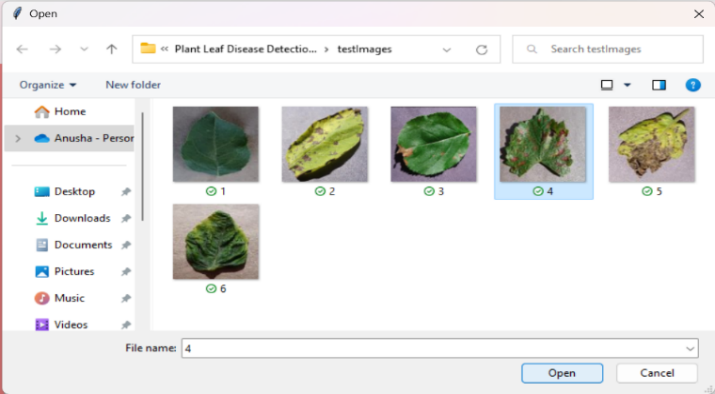 Open
« Plant Leaf Disease Detectio... › testImages
Search testImages
Organize
New folder
Home
Anusha - Person
Desktop
Downloads
Documents
Pictures
Music
Videos
1
2
3
4
5
6
File name: 4
Open
Cancel